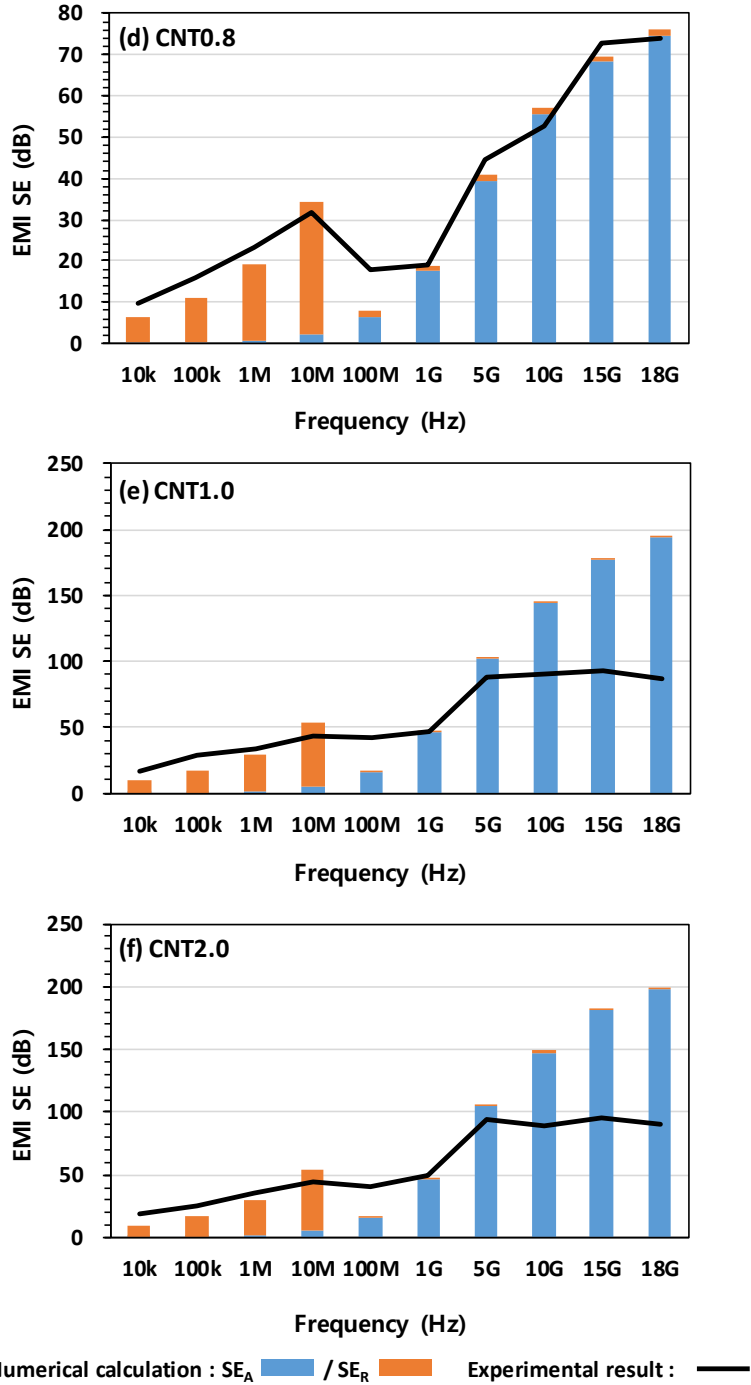 80
70
60
50
40
30
20
10
0
EMI SE (dB)
(d) CNT0.8
10k 100k 1M 10M 100M 1G 5G 10G 15G 18G
Frequency (Hz)
250
200
150
100
50
0
EMI SE (dB)
(e) CNT1.0
10k 100k 1M 10M 100M 1G 5G 10G 15G 18G
Frequency (Hz)
250
200
150
100
50
0
EMI SE (dB)
(f) CNT2.0
10k 100k 1M 10M 100M 1G 5G 10G 15G 18G
Frequency (Hz)
umerical calculation : SEA / SER Experimental result :